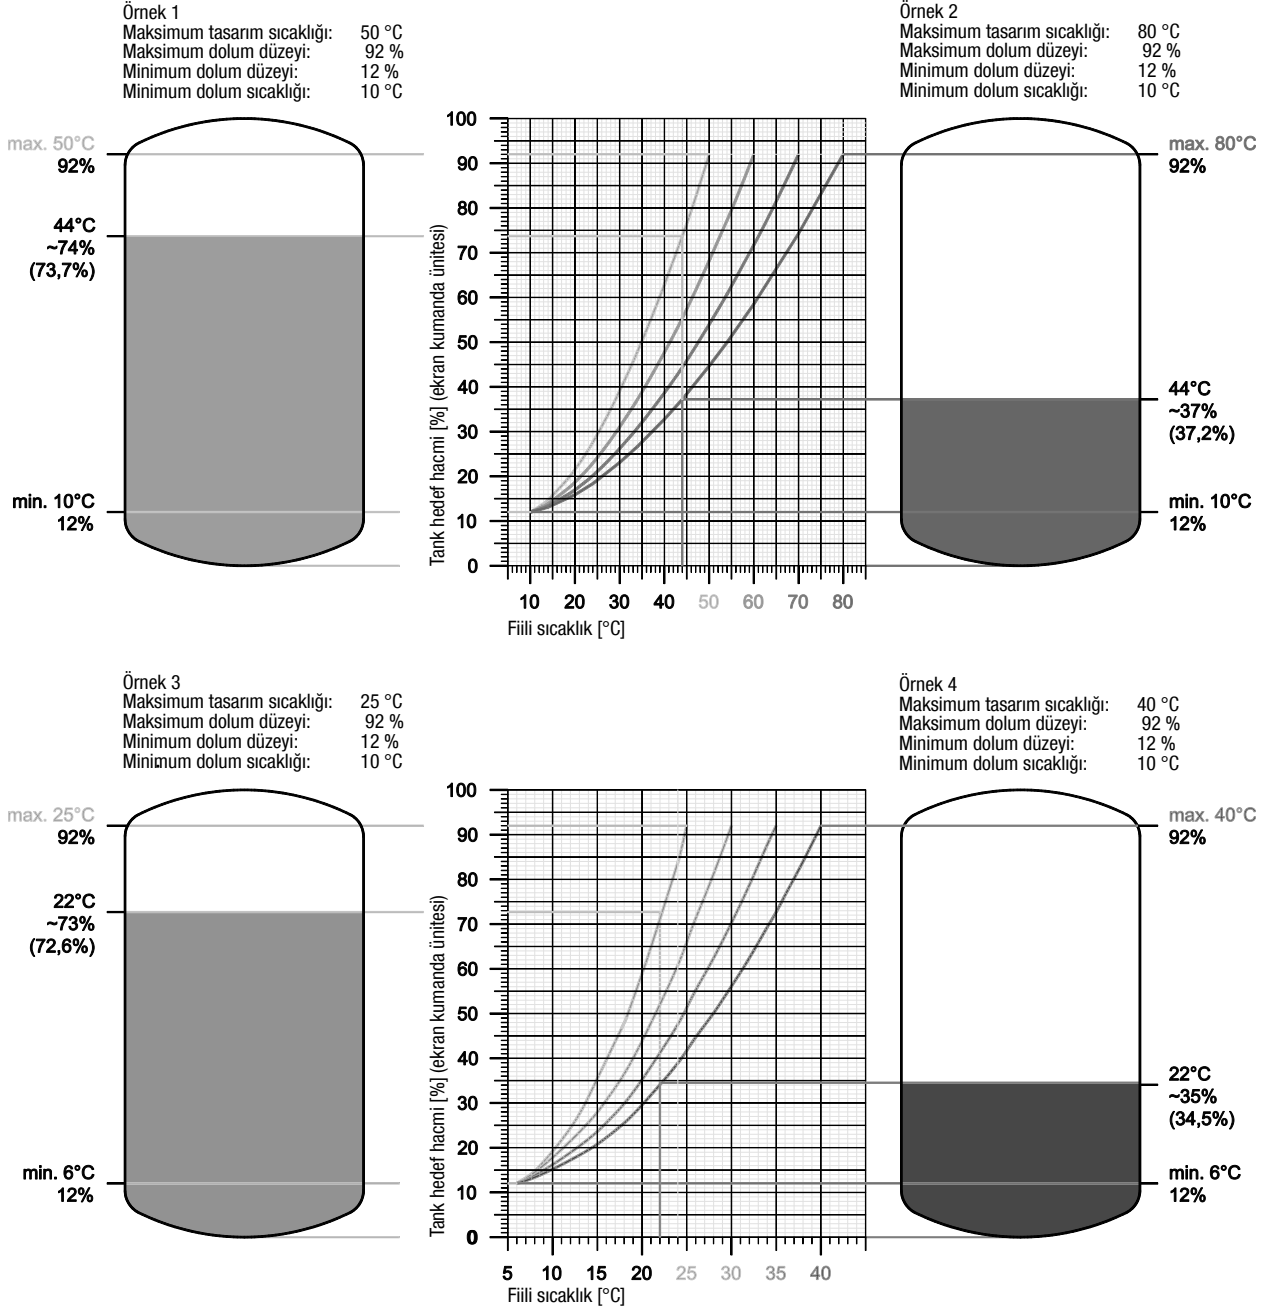 Örnek 1
Maksimum tasarım sıcaklığı: 50 °C
Maksimum dolum düzeyi: 92 %
Minimum dolum düzeyi: 12 %
Minimum dolum sıcaklığı: 10 °C
Örnek 2
Maksimum tasarım sıcaklığı: 80 °C
Maksimum dolum düzeyi: 92 %
Minimum dolum düzeyi: 12 %
Minimum dolum sıcaklığı: 10 °C
max. 50°C
92%
44°C
~74%
(73,7%)
min. 10°C
12%
Tank hedef hacmi [%] (ekran kumanda ünitesi)
100
90
80
70
60
50
40
30
20
10
0
10 20 30 40 50 60 70 80
Fiili sıcaklık [°C]
max. 80°C
92%
44°C
~37%
(37,2%)
min. 10°C
12%
Örnek 3
Maksimum tasarım sıcaklığı: 25 °C
Maksimum dolum düzeyi: 92 %
Minimum dolum düzeyi: 12 %
Minimum dolum sıcaklığı: 10 °C
Örnek 4
Maksimum tasarım sıcaklığı: 40 °C
Maksimum dolum düzeyi: 92 %
Minimum dolum düzeyi: 12 %
Minimum dolum sıcaklığı: 10 °C
max. 25°C
92%
22°C
~73%
(72,6%)
min. 6°C
12%
Tank hedef hacmi [%] (ekran kumanda ünitesi)
100
90
80
70
60
50
40
30
20
10
0
5 10 15 20 25 30 35 40
Fiili sıcaklık [°C]
max. 40°C
92%
22°C
~35%
(34,5%)
min. 6°C
12%